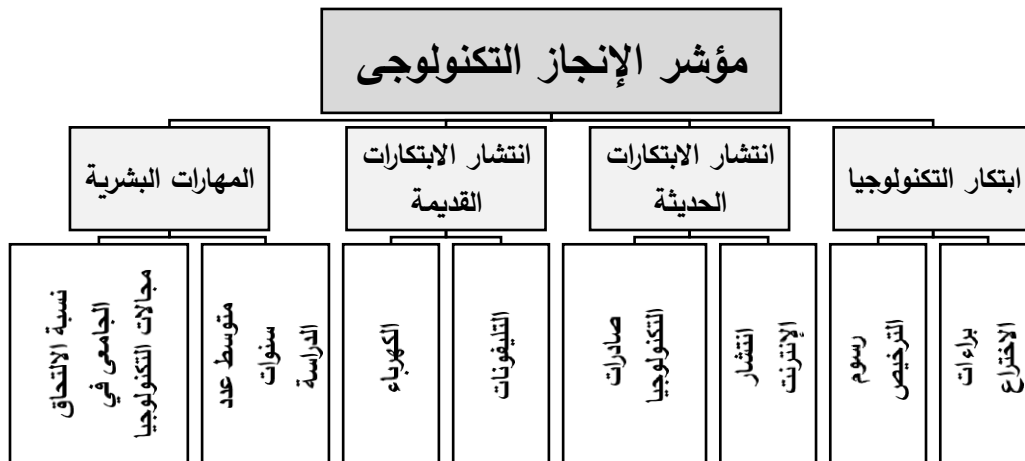 مؤشر الإنجاز التكنولوجى
ابتكار التكنولوجيا
انتشار الابتكارات
الحديثة
انتشار الابتكارات
القديمة
المهارات البشرية
براءات
الاختراع
رسوم
الترخيص
انتشار
الإنترنت
صادرات
التكنولوجيا
التليفونات
الكهرباء
متوسط عدد
سنوات
الدراسة
نسبة الالتحاق
الجامعى في
مجالات التكنولوجيا